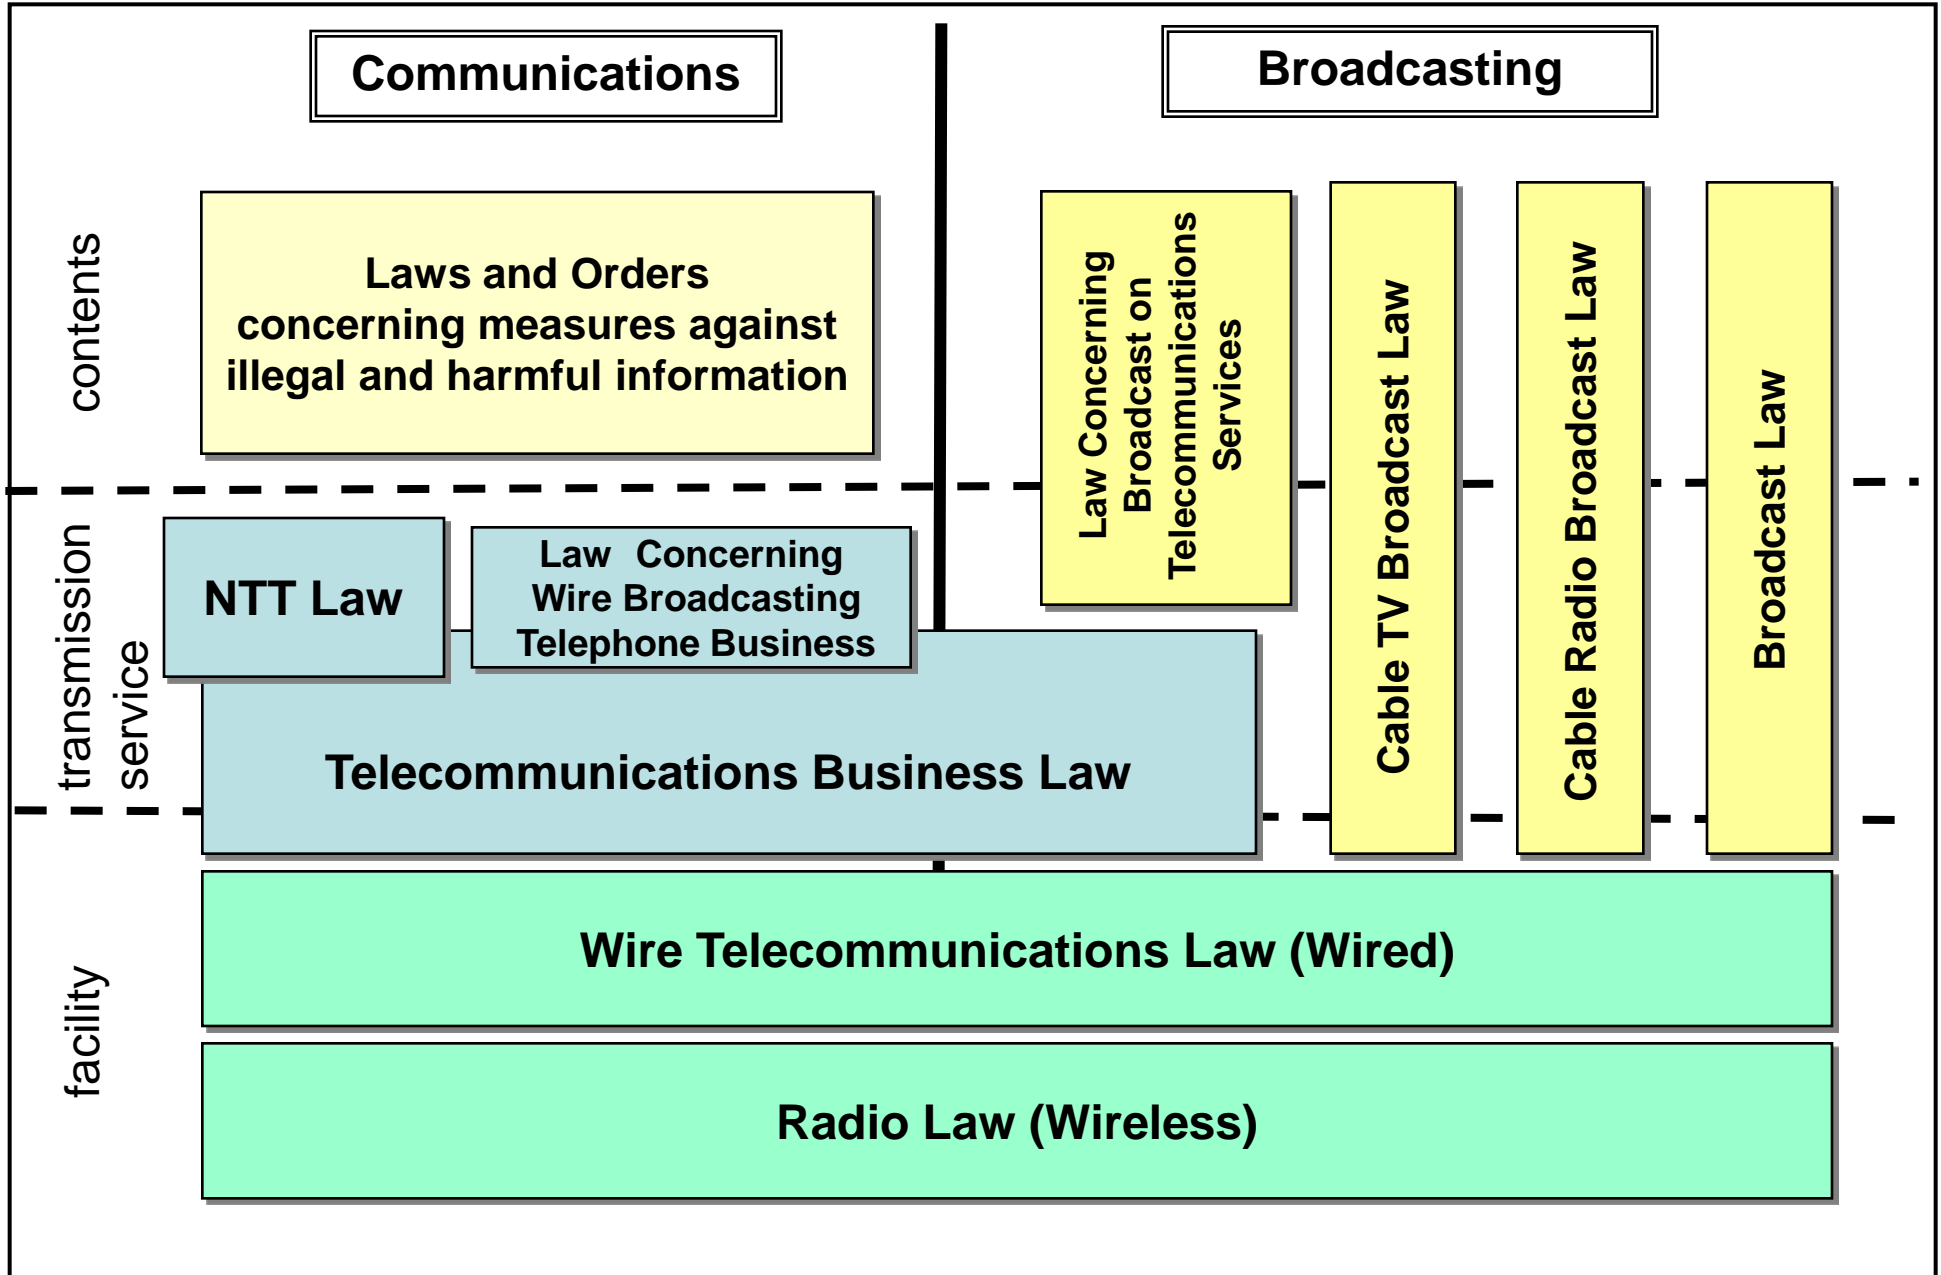 Communications
Broadcasting
contents
Laws and Orders
concerning measures against
illegal and harmful information
Law Concerning
Broadcast on
Telecommunications
Services
Cable TV Broadcast Law
Cable Radio Broadcast Law
Broadcast Law
transmission
service
NTT Law
Law Concerning
Wire Broadcasting
Telephone Business
Telecommunications Business Law
facility
Wire Telecommunications Law (Wired)
Radio Law (Wireless)